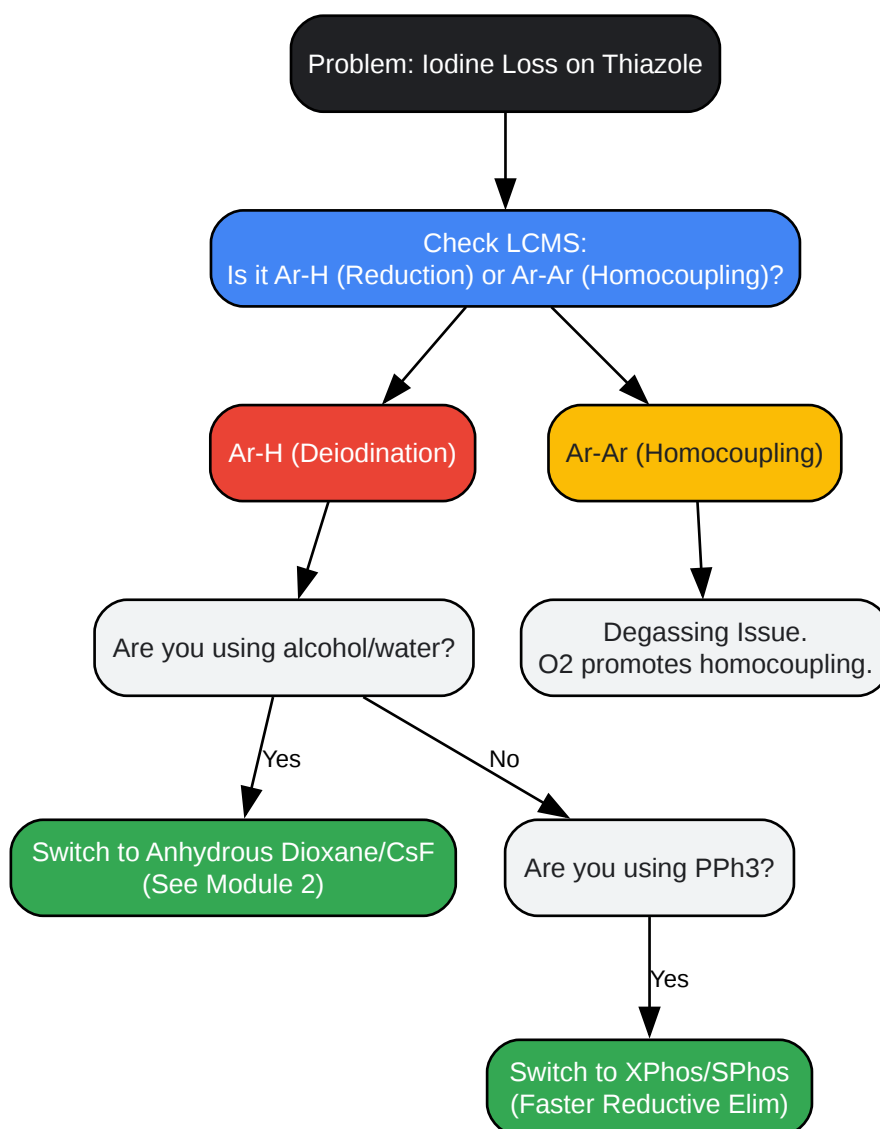 Problem: Iodine Loss on Thiazole
Check LCMS:
Is it Ar-H (Reduction) or Ar-Ar (Homocoupling)?
Ar-H (Deiodination)
Ar-Ar (Homocoupling)
Are you using alcohol/water?
Degassing Issue.
O2 promotes homocoupling.
Yes
No
Switch to Anhydrous Dioxane/CsF
(See Module 2)
Are you using PPh3?
Yes
Switch to XPhos/SPhos
(Faster Reductive Elim)